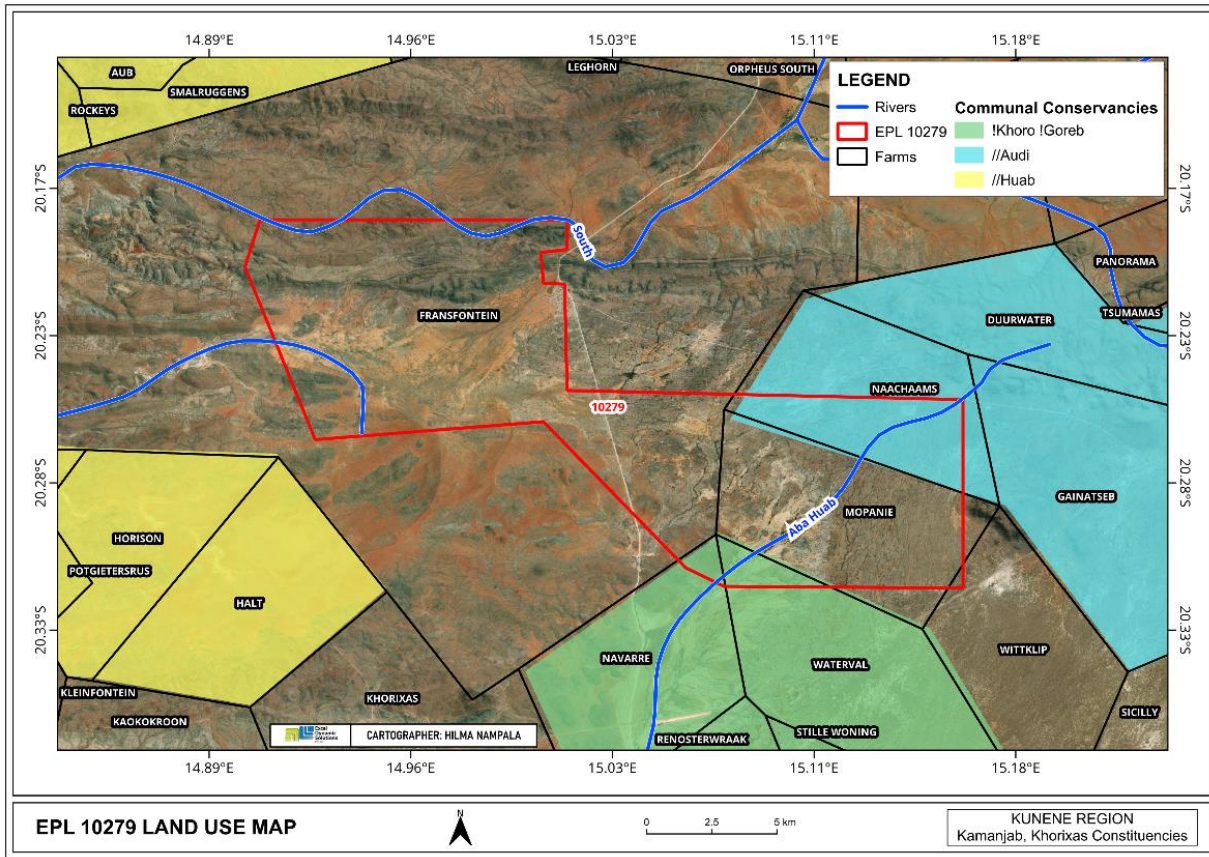 14.89°E 14.96°E 15.03°E 15.11°E 15.18°E
LEGHORN
ORPHEUS SOUTH
AUB
SMALRUGGENS
ROCKEYS
LEGEND
Rivers
EPL 10279
Farms
Communal Conservancies
!Khoro !Goreb
//Audi
//Huab
20.17°S 20.17°S
South
PANORAMA
FRANSFONTEIN
DUURWATER
TSUMAMAS
20.23°S 20.23°S
NAACHAAMS
10279
20.28°S 20.28°S
GAINATSEB
Aba Huab
MOPANIE
HORISON
POTGIETERSRUS
HALT
20.33°S 20.33°S
NAVARRE
WATERVAL
WITTKLIP
KLEINFONTEIN
KHORIXAS
KAOKOKROON
SICILLY
STILLE WONING
RENOSTERWRAAK
Excel
Dynamic
Solutions
CARTOGRAPHER: HILMA NAMPALA
14.89°E 14.96°E 15.03°E 15.11°E 15.18°E
EPL 10279 LAND USE MAP
N
0 2.5 5 km
KUNENE REGION
Kamanjab, Khorixas Constituencies